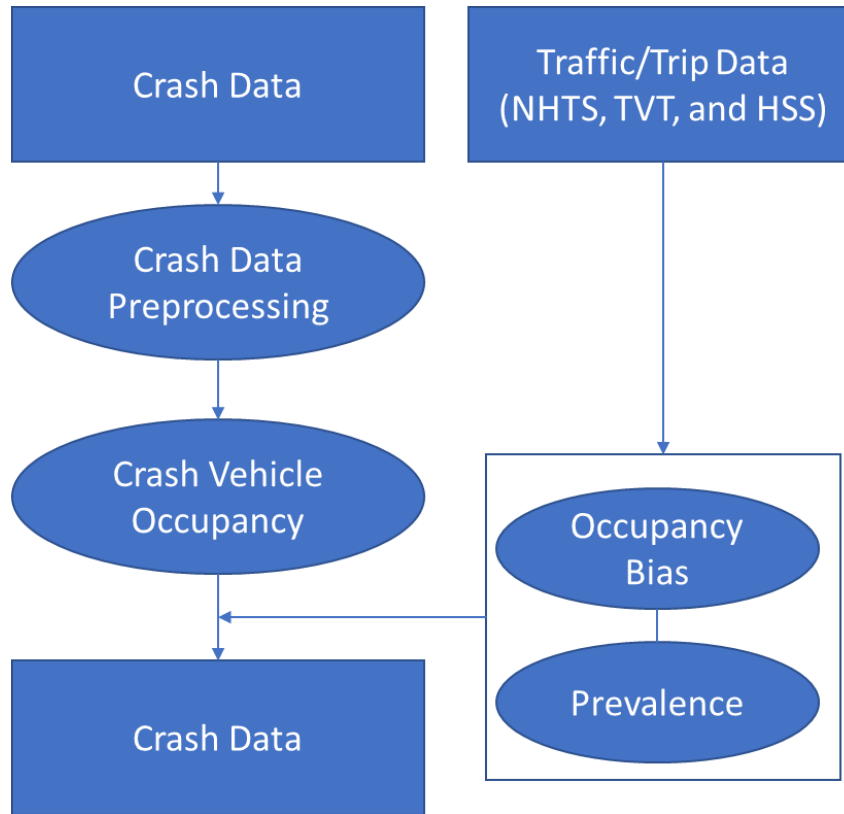 Crash Data
Traffic/Trip Data
(NHTS, TVT, and HSS)
Crash Data
Preprocessing
Crash Vehicle
Occupancy
Occupancy
Bias
Prevalence
Crash Data